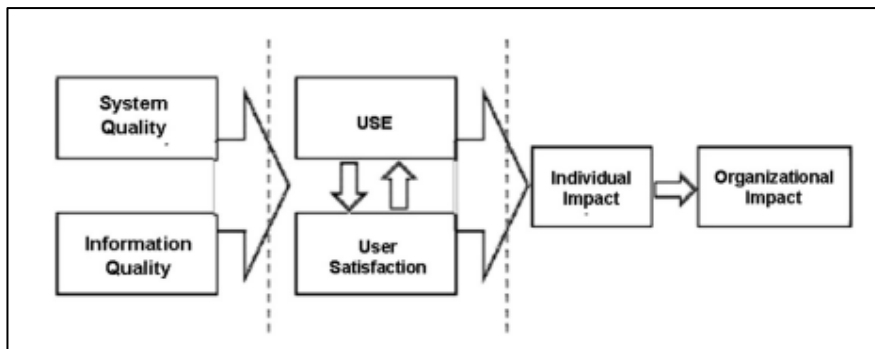 System
Quality
Information
Quality
USE
User
Satisfaction
Individual
Impact
Organizational
Impact